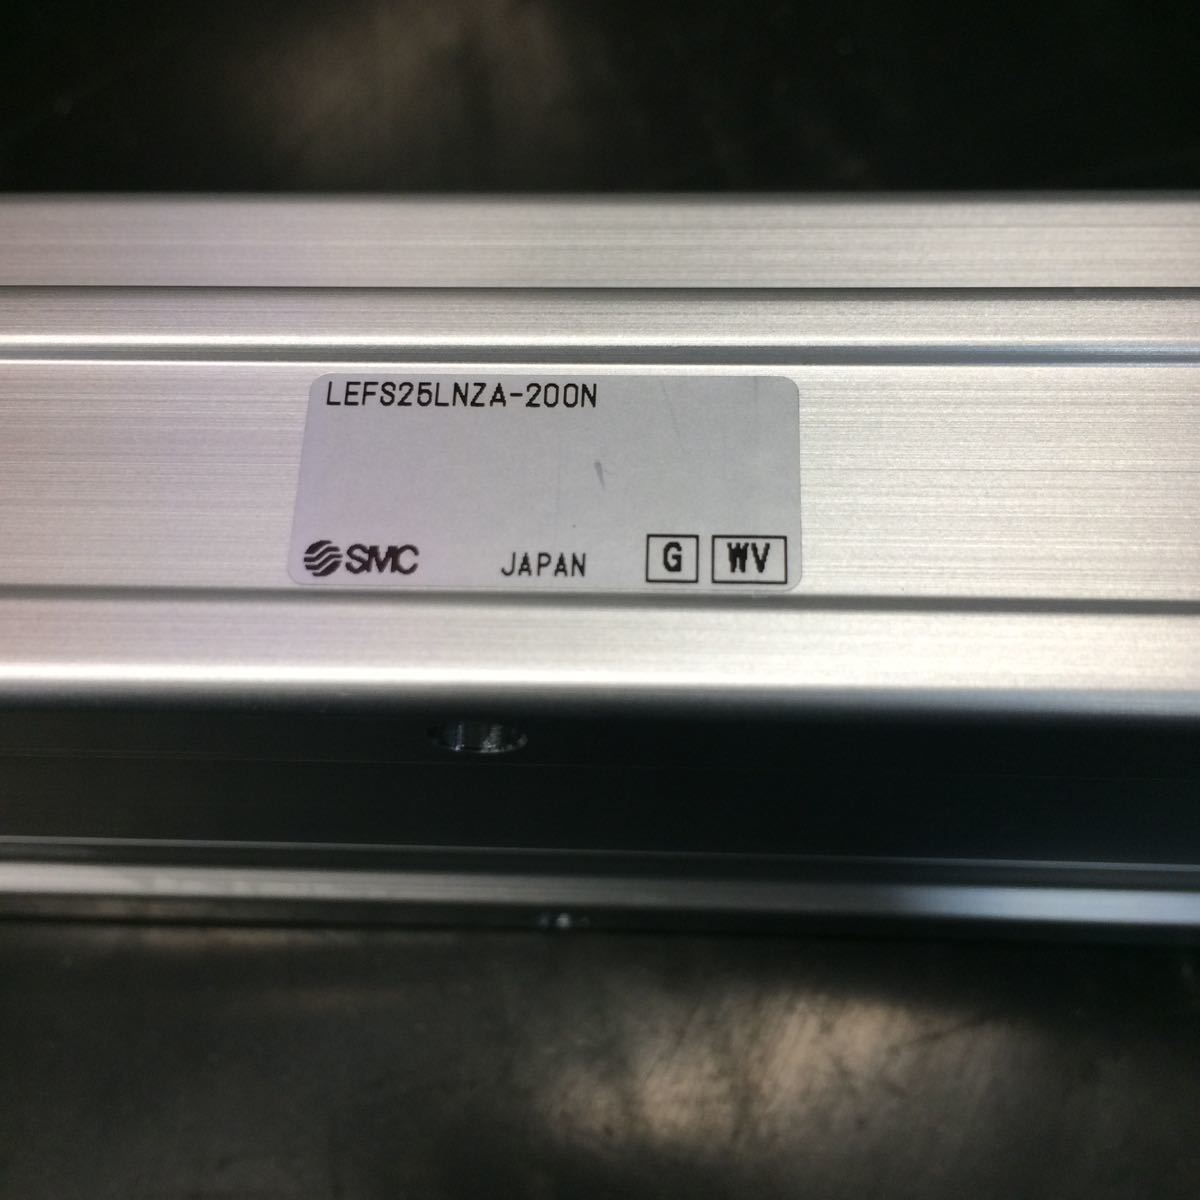 LEFS25LNZA-200N
SMC JAPAN G WV